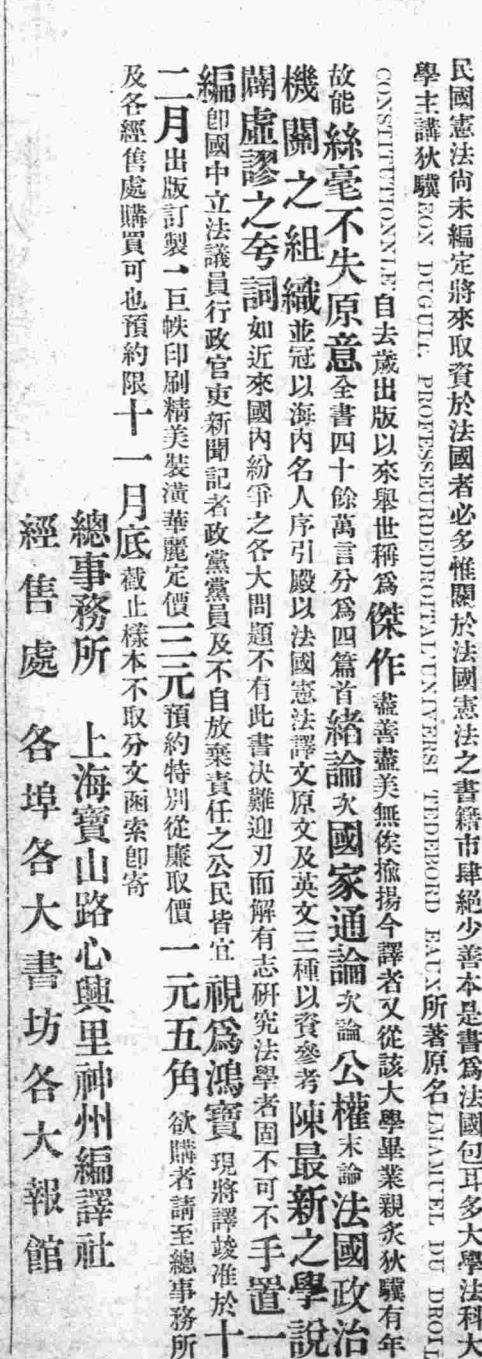 民國憲法尙未編定將來取資於法國者必多惟關於法國憲法之書籍市肆絕少善本是書爲法國包耳多大學法科大
學主講狄驥EON DUGUIL PROFESSEURDEDROITAL'UNIVERSI TEDEBORD EAUX所著原名LMAMUEL DU DROIL
CONSTITUTIONNLE自去歲出版以來舉世稱爲傑作盡善盡美無俟揄揚今譯者又從該大學畢業親炙狄驥有年
故能絲毫不失原意全書四十餘萬言分爲四篇首緒論次國家通論次論公權末論法國政治
機關之組織並冠以海內名人序引殿以法國憲法譯文原文及英文三種以資參考陳最新之學說
闢虛謬之夸詞如近來國內紛爭之各大問題不有此書決難迎刃而解有志研究法學者固不可不手置一
編卽國中立法議員行政官吏新聞記者政黨黨員及不自放棄責任之公民皆宜視爲鴻寶現將譯竣准於十
二月出版訂製一巨帙印刷精美裝潢華麗定價三元預約特別從廉取價一元五角欲購者請至總事務所
及各經售處購買可也預約限十一月底截止樣本不取分文函索卽寄
總事務所 上海寶山路心興里神州編譯社
經售處 各埠各大書坊各大報館